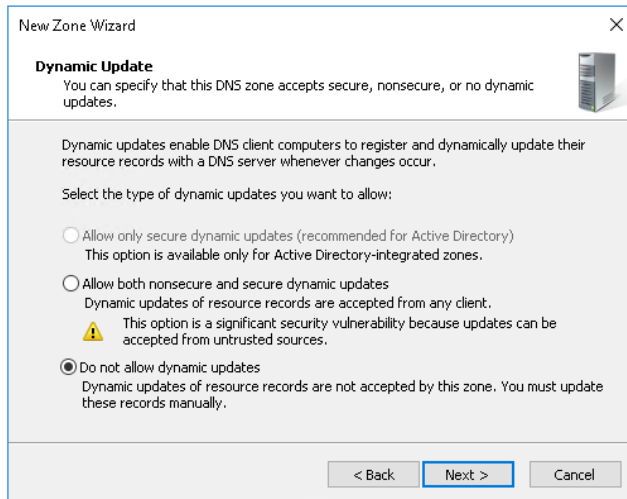 New Zone Wizard
Dynamic Update
You can specify that this DNS zone accepts secure, nonsecure, or no dynamic
updates.
Dynamic updates enable DNS client computers to register and dynamically update their
resource records with a DNS server whenever changes occur.
Select the type of dynamic updates you want to allow:
Allow only secure dynamic updates (recommended for Active Directory)
This option is available only for Active Directory-integrated zones.
Allow both nonsecure and secure dynamic updates
Dynamic updates of resource records are accepted from any client.
This option is a significant security vulnerability because updates can be
accepted from untrusted sources.
Do not allow dynamic updates
Dynamic updates of resource records are not accepted by this zone. You must update
these records manually.
< Back Next > Cancel